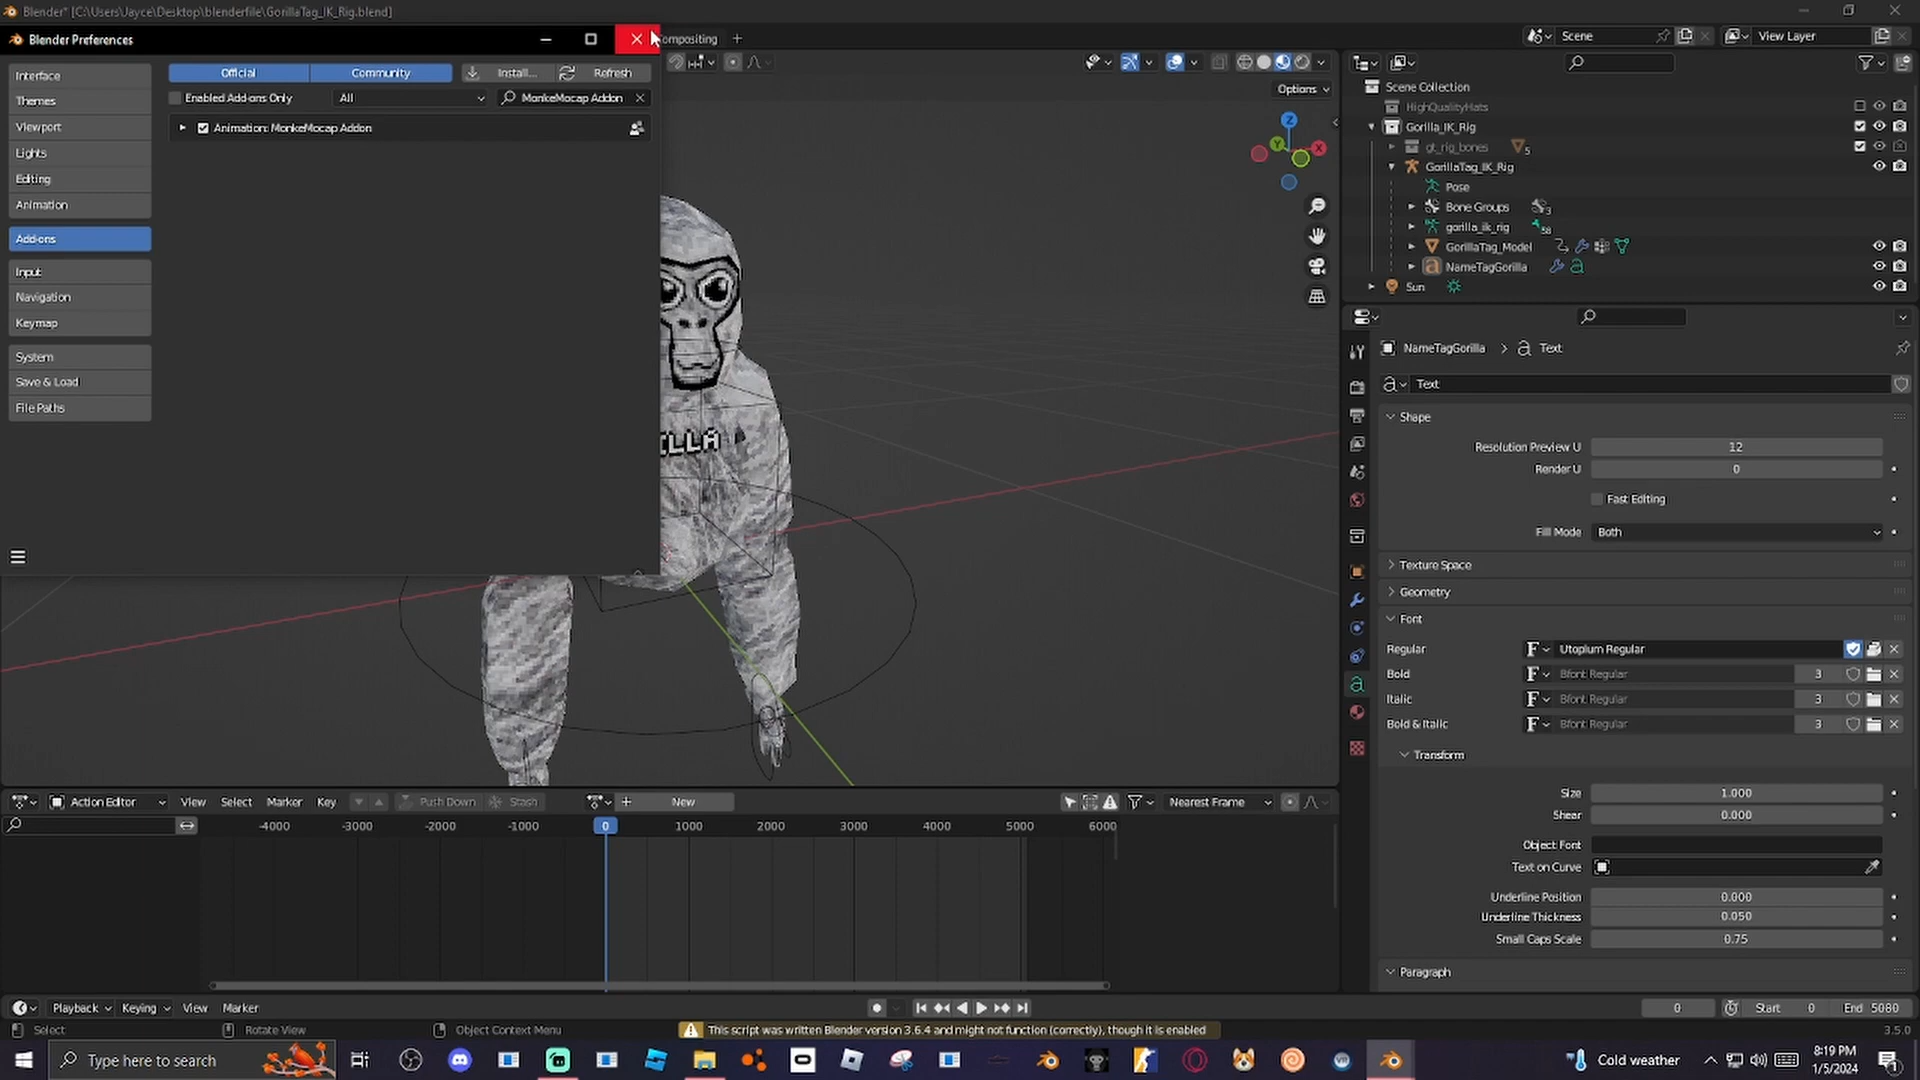 Blender* [C:\Users\Jayce\Desktop\blenderfile\GorillaTag_IK_Rig.blend]
Blender Preferences
ompositing
Scene
View Layer
Interface
Themes
Viewport
Lights
Editing
Animation
Add-ons
Input
Navigation
Keymap
System
Save & Load
File Paths
Official
Community
Install...
Refresh
Enabled Add-ons Only
All
MonkeMocap Addon
Animation: MonkeMocap Addon
Options
Z
Y
X
ILLA
Scene Collection
HighQualityHats
Gorilla_IK_Rig
gt_rig_bones
5
GorillaTag_IK_Rig
Pose
Bone Groups
3
gorilla_ik_rig
58
GorillaTag_Model
NameTagGorilla
Sun
NameTagGorilla
Text
Text
Shape
Resolution Preview U 12
Render U 0
Fast Editing
Fill Mode Both
Texture Space
Geometry
Font
Regular F Utopium Regular
Bold F Bfont Regular 3
Italic F Bfont Regular 3
Bold & Italic F Bfont Regular 3
Transform
Size 1.000
Shear 0.000
Object Font
Text on Curve
Underline Position 0.000
Underline Thickness 0.050
Small Caps Scale 0.75
Paragraph
Action Editor View Select Marker Key Push Down Stash New Nearest Frame
-4000 -3000 -2000 -1000 0 1000 2000 3000 4000 5000 6000
Playback Keying View Marker
0 Start 0 End 5080
Select Rotate View Object Context Menu This script was written Blender version 3.6.4 and might not function (correctly), though it is enabled 3.5.0
Type here to search
Cold weather
8:19 PM
1/5/2024
1